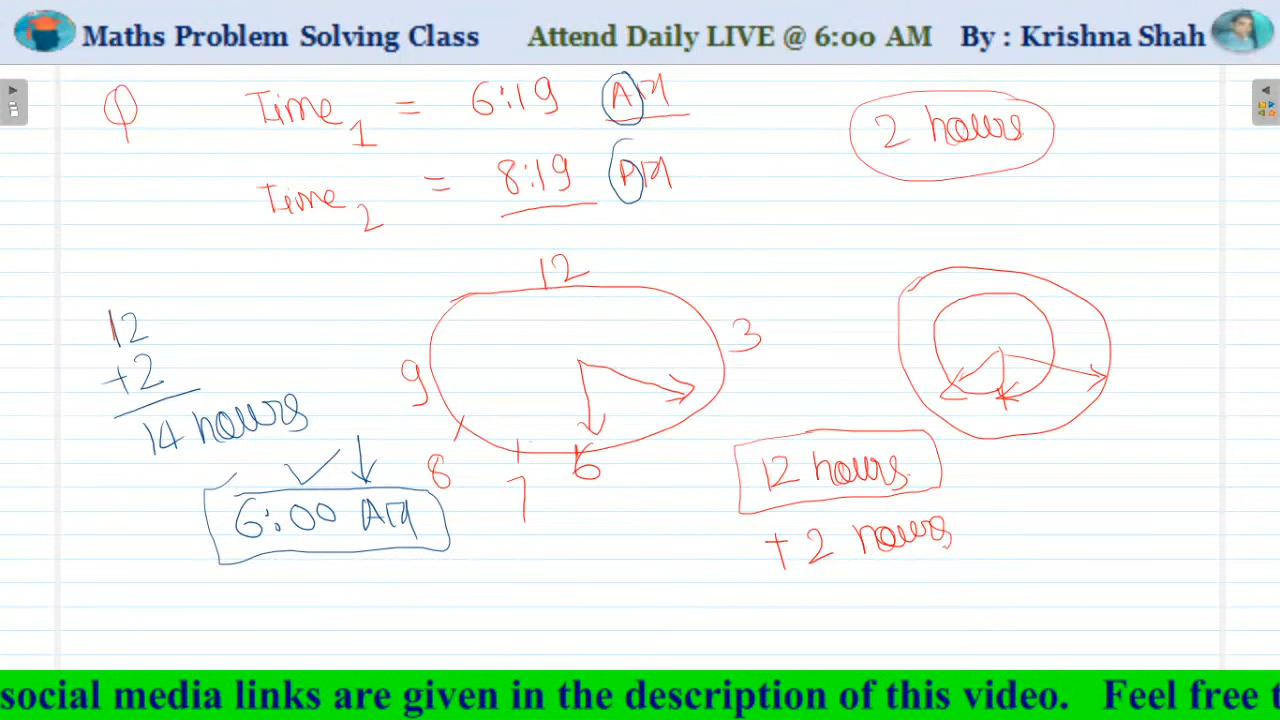 Maths Problem Solving Class Attend Daily LIVE @ 6:00 AM By : Krishna Shah
Q Time1 = 6:19 AM
2 hours
Time2 = 8:19 PM
12
3
9
8
7
6
12
+2
14 hours
6:00 AM
12 hours
+ 2 hours
social media links are given in the description of this video. Feel free t